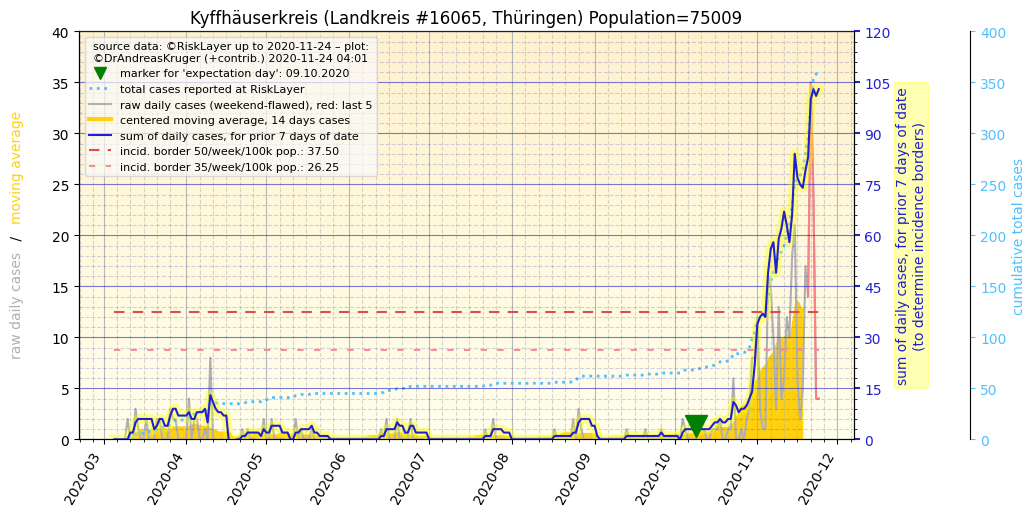 Kyffhäuserkreis (Landkreis #16065, Thüringen) Population=75009
source data: ©RiskLayer up to 2020-11-24 – plot:
©DrAndreasKruger (+contrib.) 2020-11-24 04:01
marker for 'expectation day': 09.10.2020
total cases reported at RiskLayer
raw daily cases (weekend-flawed), red: last 5
centered moving average, 14 days cases
sum of daily cases, for prior 7 days of date
incid. border 50/week/100k pop.: 37.50
incid. border 35/week/100k pop.: 26.25
raw daily cases / moving average
40
35
30
25
20
15
10
5
0
120
105
90
75
60
45
30
15
0
sum of daily cases, for prior 7 days of date
(to determine incidence borders)
400
350
300
250
200
150
100
50
0
cumulative total cases
2020-03
2020-04
2020-05
2020-06
2020-07
2020-08
2020-09
2020-10
2020-11
2020-12